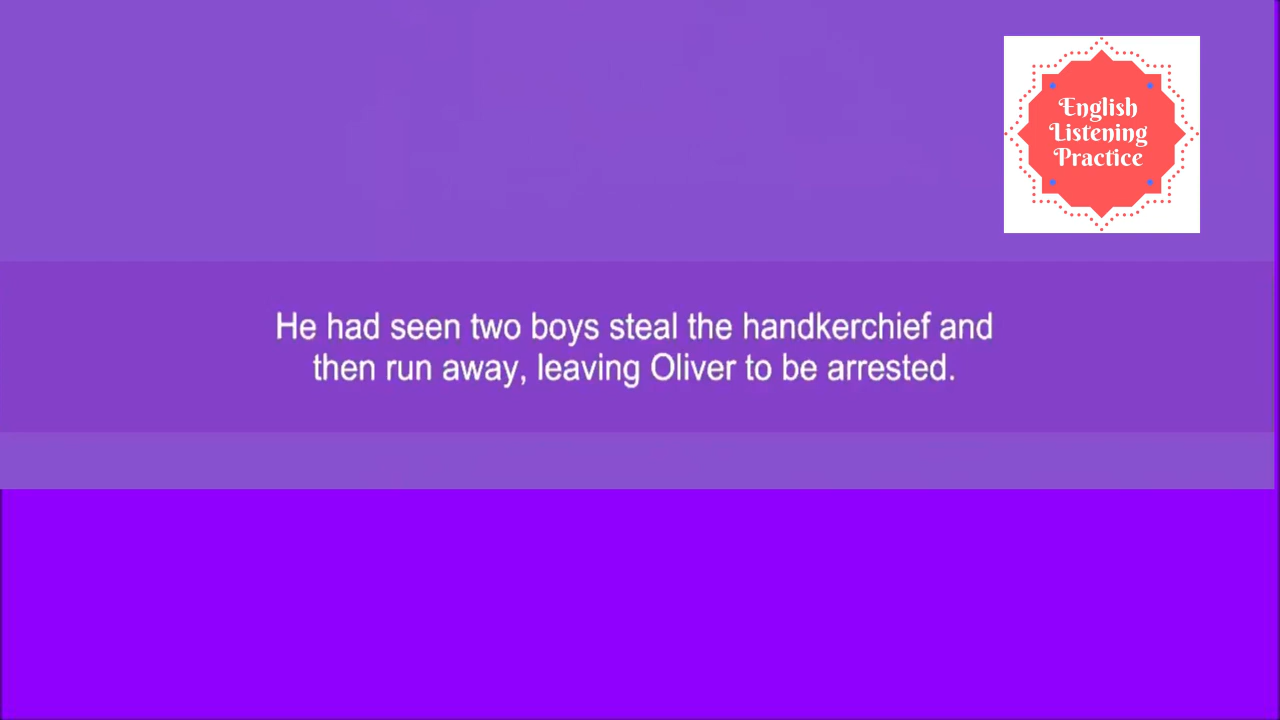 English
Listening
Practice
He had seen two boys steal the handkerchief and
then run away, leaving Oliver to be arrested.